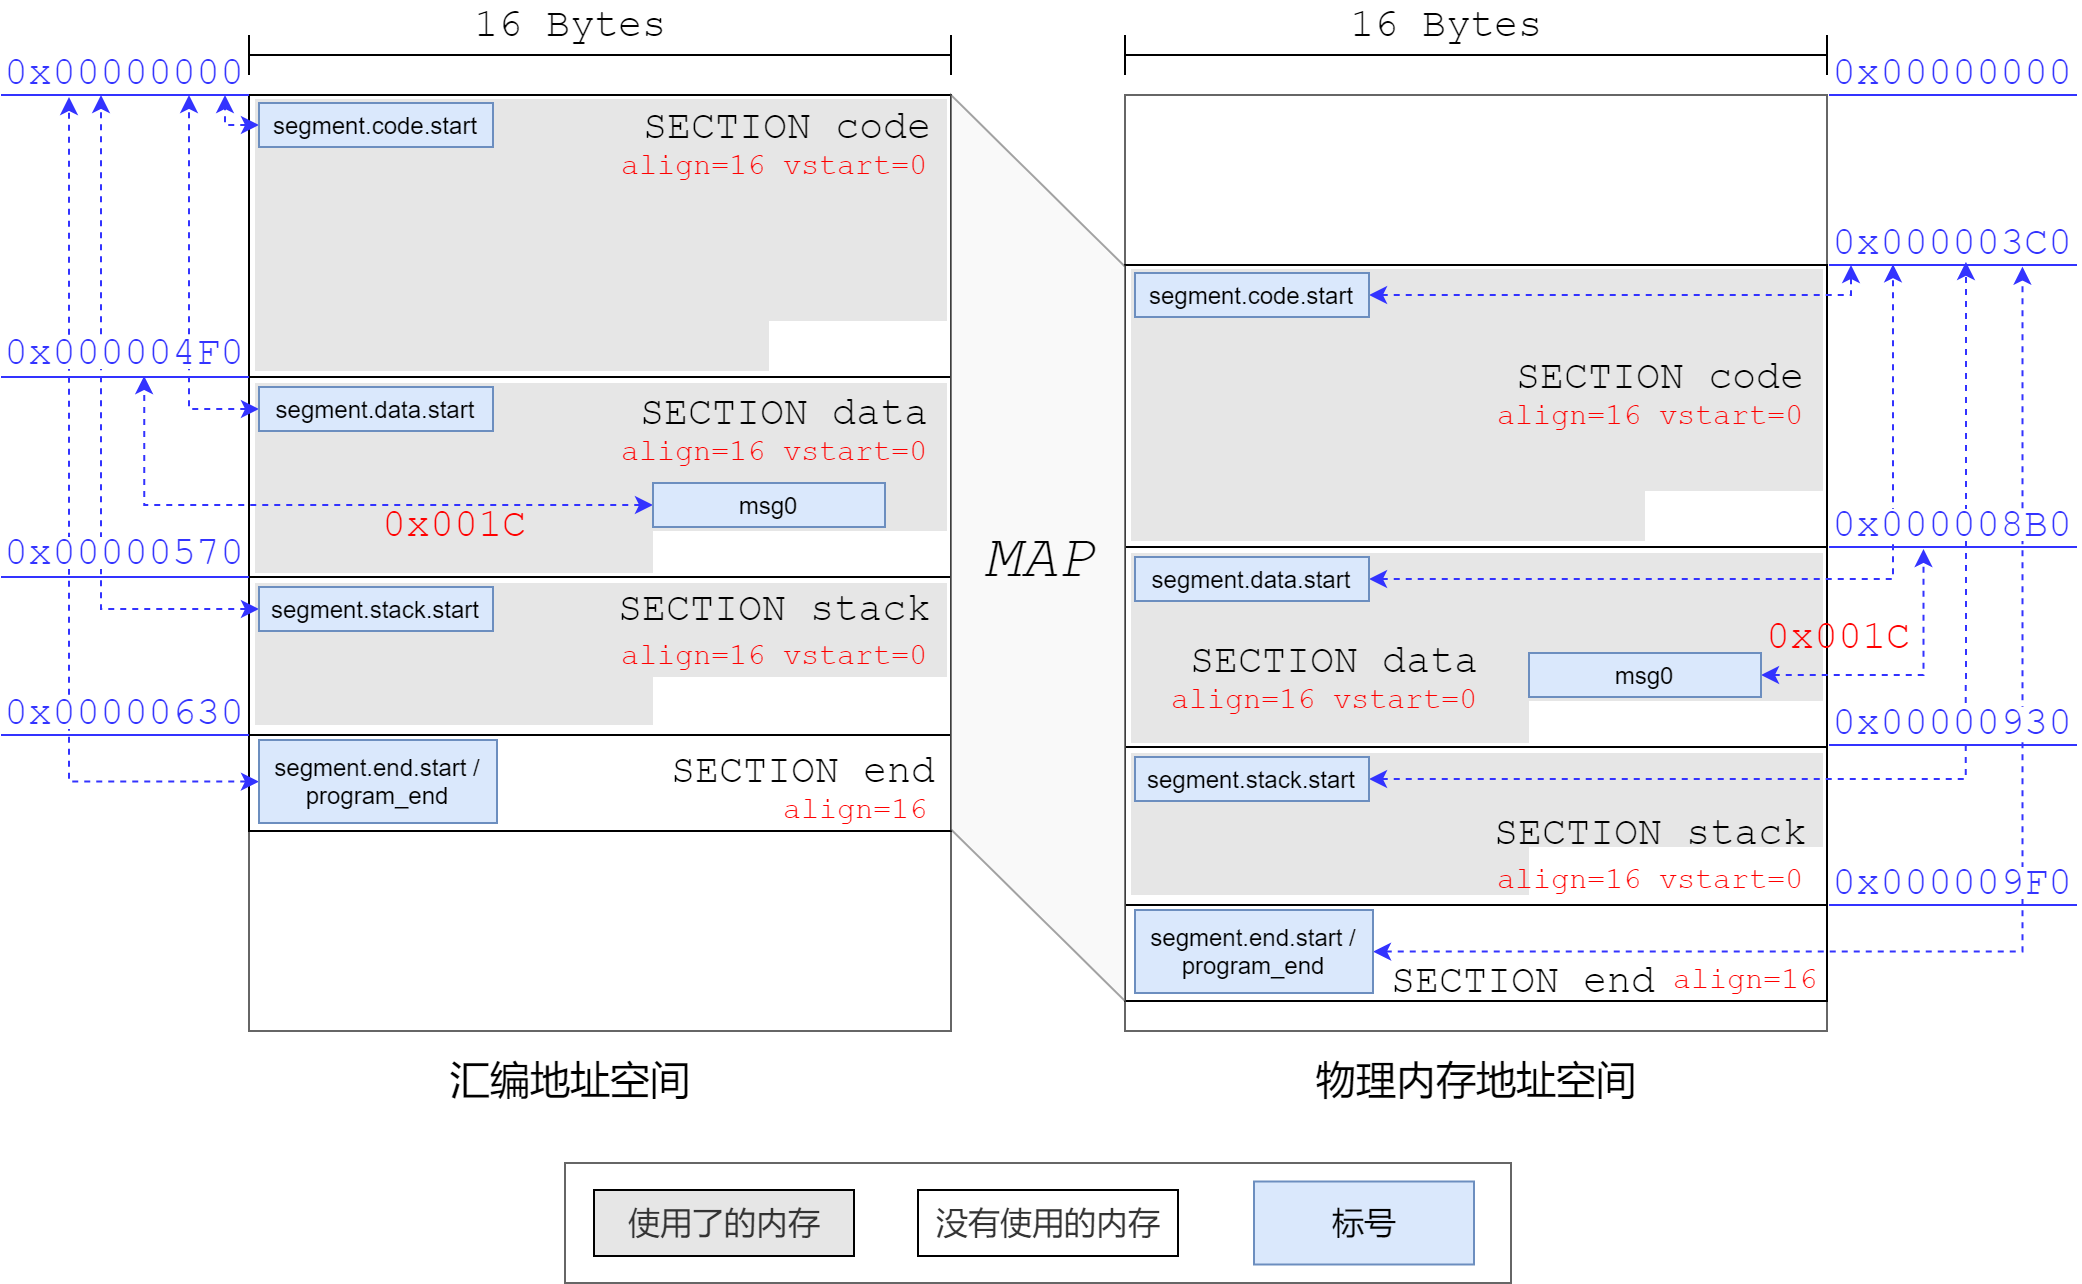 16 Bytes
0x00000000
segment.code.start
SECTION code
align=16 vstart=0
0x000004F0
segment.data.start
SECTION data
align=16 vstart=0
msg0
0x001C
0x00000570
segment.stack.start
SECTION stack
align=16 vstart=0
0x00000630
segment.end.start /
program_end
SECTION end
align=16
汇编地址空间
MAP
16 Bytes
0x00000000
0x000003C0
segment.code.start
SECTION code
align=16 vstart=0
0x000008B0
segment.data.start
0x001C
SECTION data
align=16 vstart=0
msg0
0x00000930
segment.stack.start
SECTION stack
align=16 vstart=0
0x000009F0
segment.end.start /
program_end
SECTION end align=16
物理内存地址空间
使用了的内存
没有使用的内存
标号